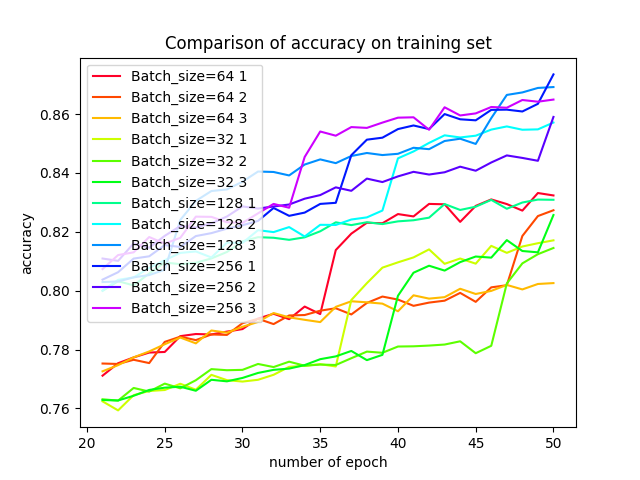 Comparison of accuracy on training set
Batch_size=64 1
Batch_size=64 2
Batch_size=64 3
Batch_size=32 1
Batch_size=32 2
Batch_size=32 3
Batch_size=128 1
Batch_size=128 2
Batch_size=128 3
Batch_size=256 1
Batch_size=256 2
Batch_size=256 3
accuracy
0.86
0.84
0.82
0.80
0.78
0.76
20 25 30 35 40 45 50
number of epoch